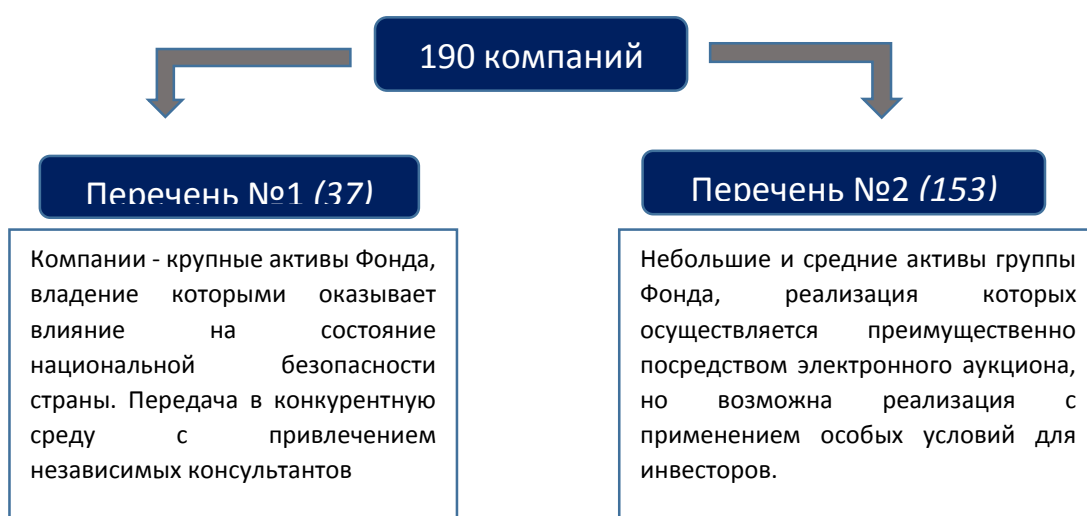 190 компаний
Перечень №1 (37)
Компании - крупные активы Фонда,
владение которыми оказывает
влияние на состояние
национальной безопасности
страны. Передача в конкурентную
среду с привлечением
независимых консультантов
Перечень №2 (153)
Небольшие и средние активы группы
Фонда, реализация которых
осуществляется преимущественно
посредством электронного аукциона,
но возможна реализация с
применением особых условий для
инвесторов.